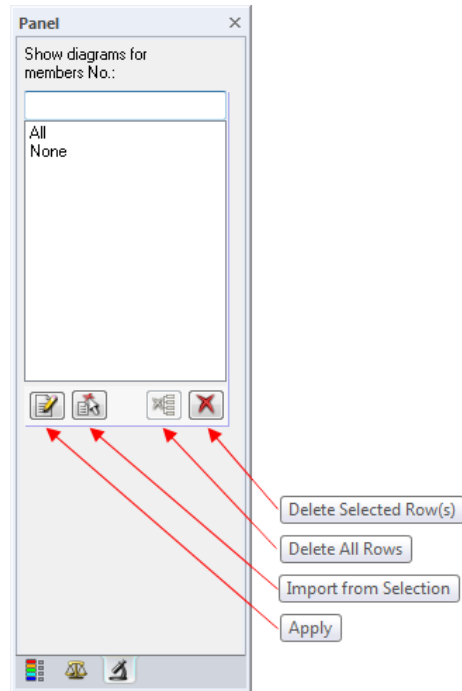 Panel
Show diagrams for
members No.:
All
None
Delete Selected Row(s)
Delete All Rows
Import from Selection
Apply